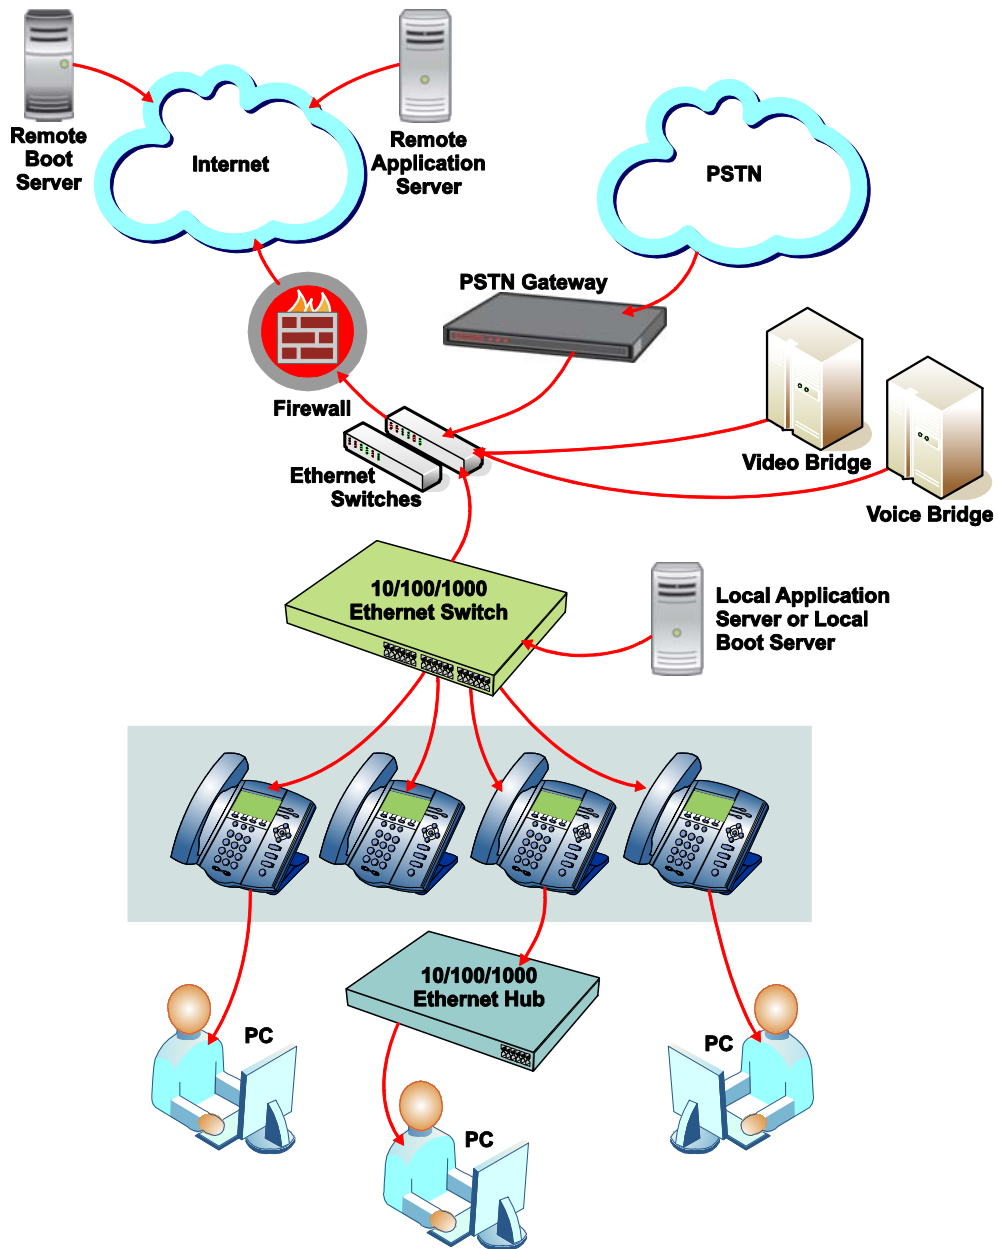 Remote
Boot
Server
Internet
Remote
Application
Server
PSTN
PSTN Gateway
Firewall
Ethernet
Switches
Video Bridge
Voice Bridge
10/100/1000
Ethernet Switch
Local Application
Server or Local
Boot Server
10/100/1000
Ethernet Hub
PC
PC
PC